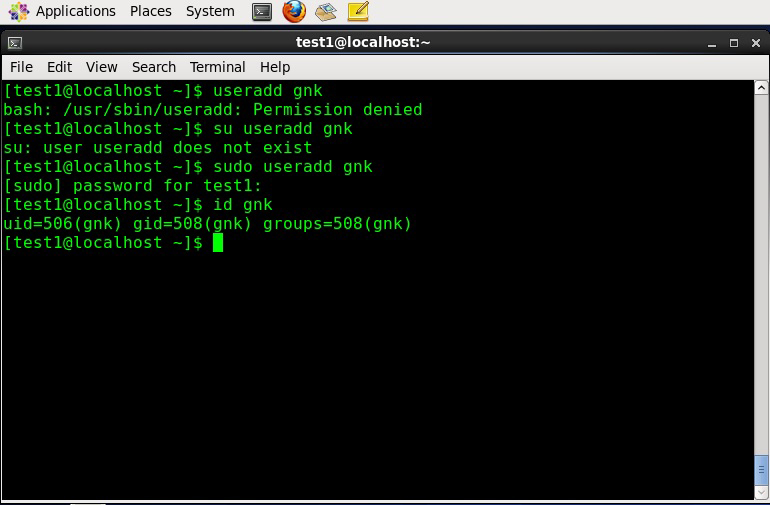 Applications Places System
test1@localhost:~
File Edit View Search Terminal Help
[test1@localhost ~]$ useradd gnk
bash: /usr/sbin/useradd: Permission denied
[test1@localhost ~]$ su useradd gnk
su: user useradd does not exist
[test1@localhost ~]$ sudo useradd gnk
[sudo] password for test1:
[test1@localhost ~]$ id gnk
uid=506(gnk) gid=508(gnk) groups=508(gnk)
[test1@localhost ~]$